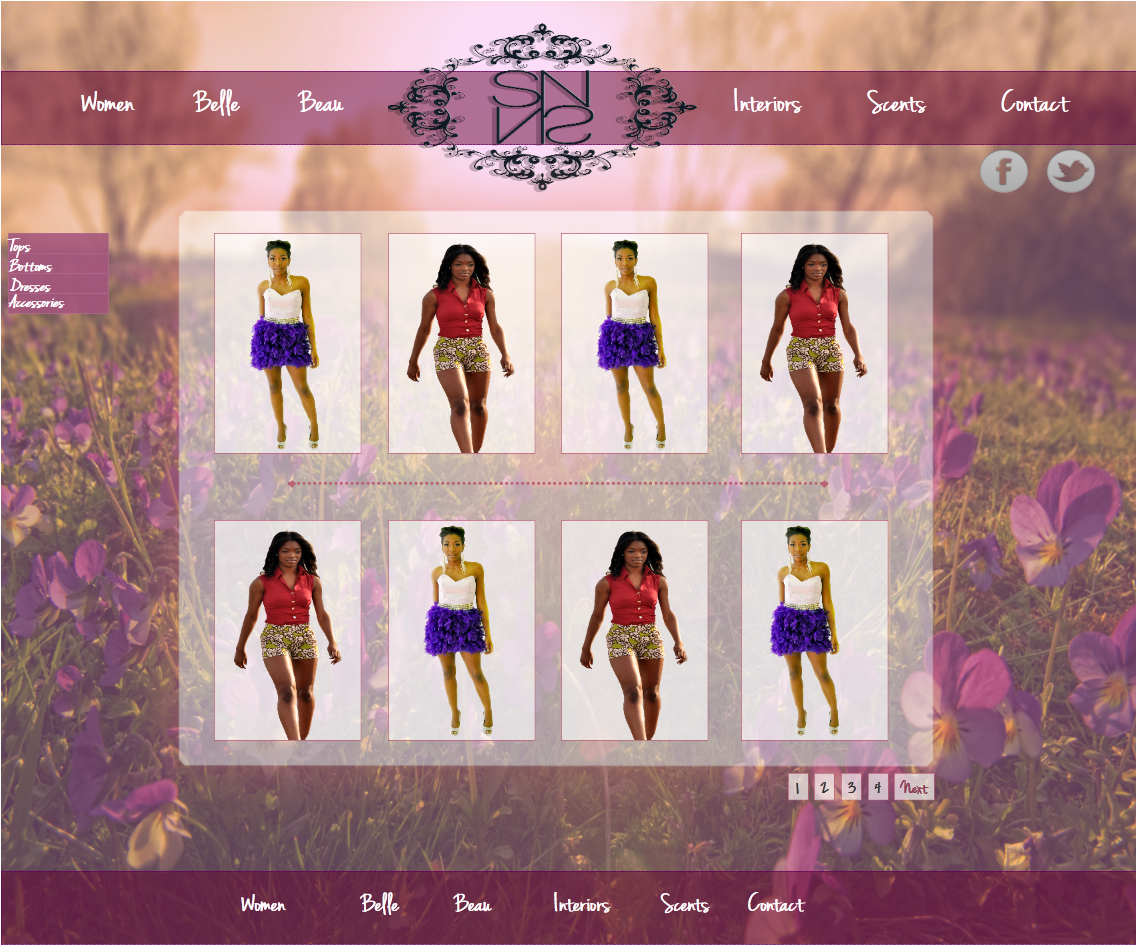 Women Belle Beau SN Interiors Scents Contact
SN
f
Tops
Bottoms
Dresses
Accessories
1 2 3 4 Next
Women Belle Beau Interiors Scents Contact